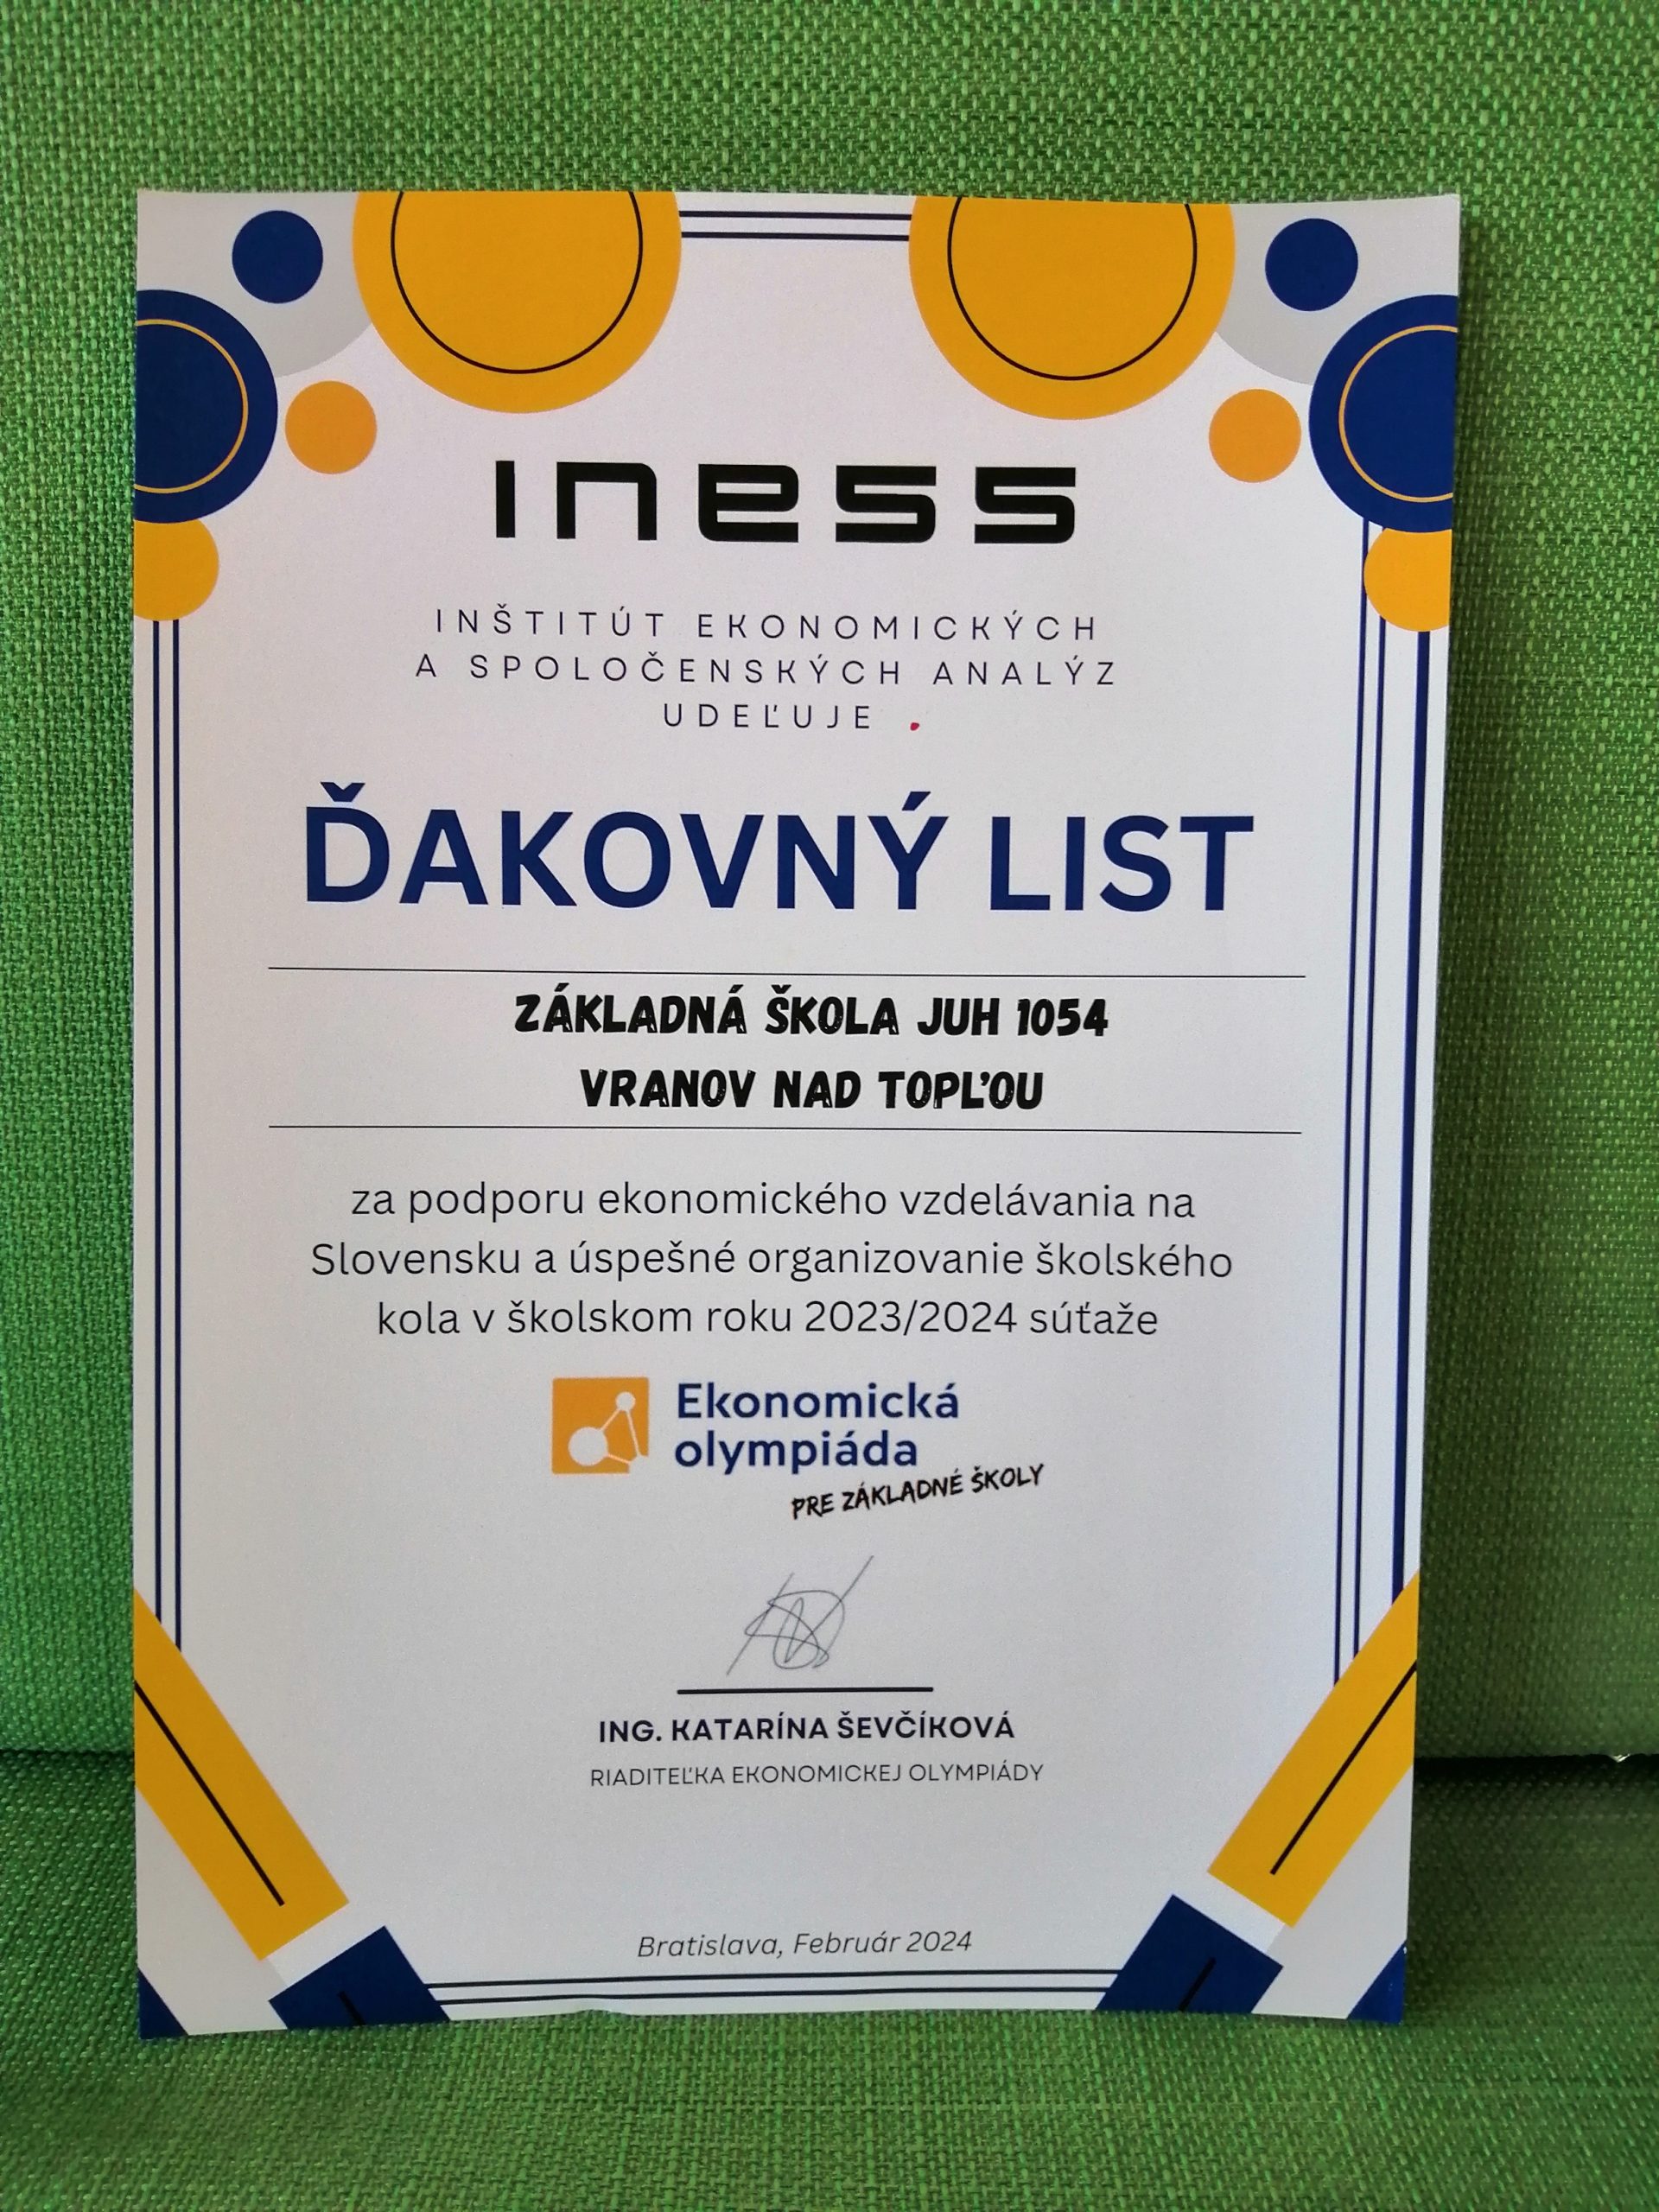 INESS
INŠTITÚT EKONOMICKÝCH
A SPOLOČENSKÝCH ANALÝZ
UDEĽUJE
ĎAKOVNÝ LIST
ZÁKLADNÁ ŠKOLA JUH 1054
VRANOV NAD TOPĽOU
za podporu ekonomického vzdelávania na
Slovensku a úspešné organizovanie školského
kola v školskom roku 2023/2024 súťaže
Ekonomická
olympiáda
PRE ZÁKLADNÉ ŠKOLY
ING. KATARÍNA ŠEVČÍKOVÁ
RIADITEĽKA EKONOMICKEJ OLYMPIÁDY
Bratislava, Február 2024